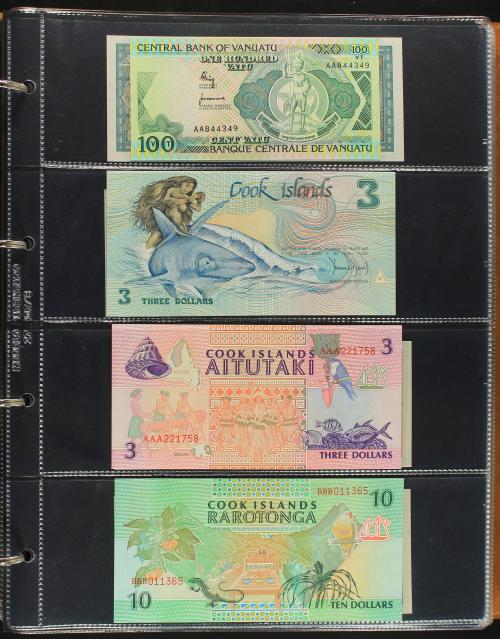 CENTRAL BANK OF VANUATU
ONE HUNDRED
VATU
100
VT
AA844349
AA844349
100
CENT VATU
BANQUE CENTRALE DE VANUATU
Cook islands
3
3
THREE DOLLARS
COOK ISLANDS
AITUTAKI
3
AAA221758
AAA221758
3
THREE DOLLARS
BBB011365
10
COOK ISLANDS
RAROTONGA
BBB011365
10
TEN DOLLARS